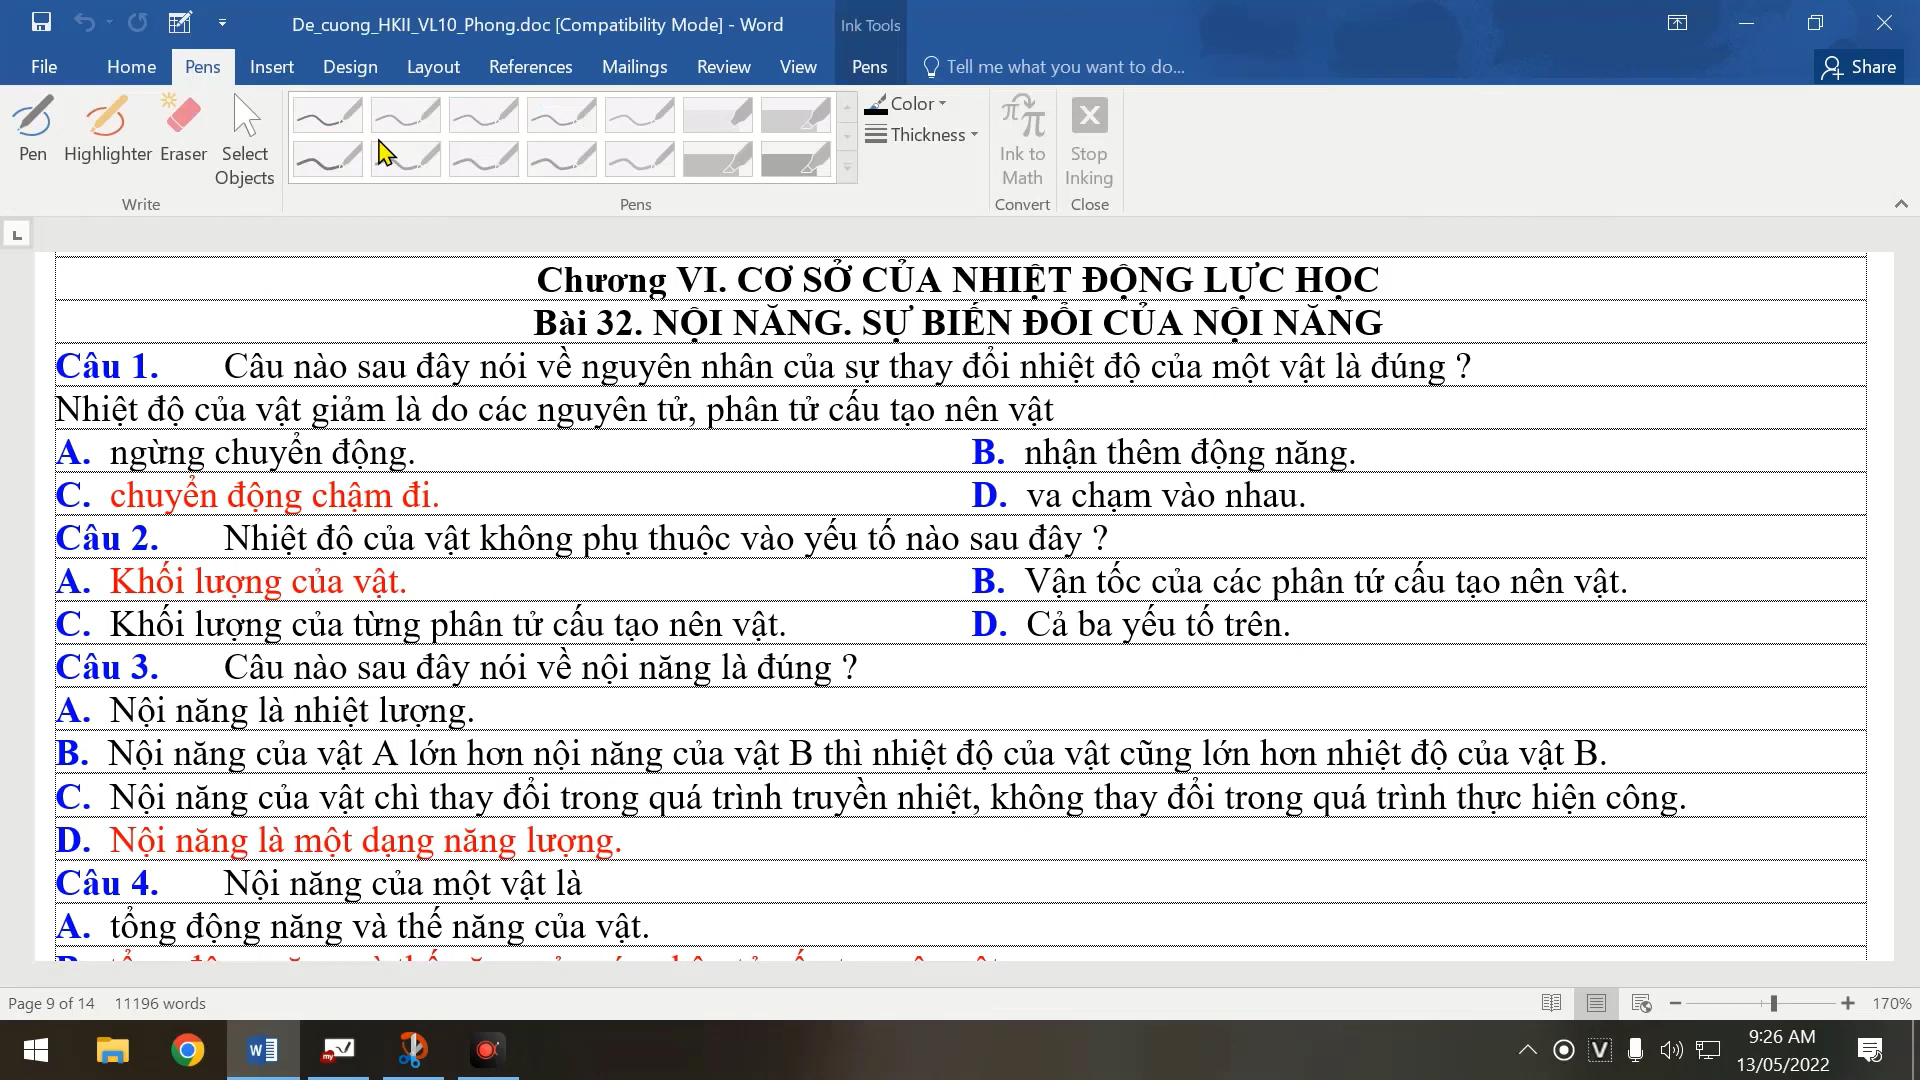 De_cuong_HKII_VL10_Phong.doc [Compatibility Mode] - Word
Ink Tools
File Home Pens Insert Design Layout References Mailings Review View Pens Tell me what you want to do... Share
Pen Highlighter Eraser Select Objects
Color
Thickness
Ink to Math
Stop Inking
Write Pens Convert Close
Chương VI. CƠ SỞ CỦA NHIỆT ĐỘNG LỰC HỌC
Bài 32. NỘI NĂNG. SỰ BIẾN ĐỔI CỦA NỘI NĂNG
Câu 1. Câu nào sau đây nói về nguyên nhân của sự thay đổi nhiệt độ của một vật là đúng ?
Nhiệt độ của vật giảm là do các nguyên tử, phân tử cấu tạo nên vật
A. ngừng chuyển động. B. nhận thêm động năng.
C. chuyển động chậm đi. D. va chạm vào nhau.
Câu 2. Nhiệt độ của vật không phụ thuộc vào yếu tố nào sau đây ?
A. Khối lượng của vật. B. Vận tốc của các phân tứ cấu tạo nên vật.
C. Khối lượng của từng phân tử cấu tạo nên vật. D. Cả ba yếu tố trên.
Câu 3. Câu nào sau đây nói về nội năng là đúng ?
A. Nội năng là nhiệt lượng.
B. Nội năng của vật A lớn hơn nội năng của vật B thì nhiệt độ của vật cũng lớn hơn nhiệt độ của vật B.
C. Nội năng của vật chì thay đổi trong quá trình truyền nhiệt, không thay đổi trong quá trình thực hiện công.
D. Nội năng là một dạng năng lượng.
Câu 4. Nội năng của một vật là
A. tổng động năng và thế năng của vật.
Page 9 of 14 11196 words 170%
9:26 AM
13/05/2022